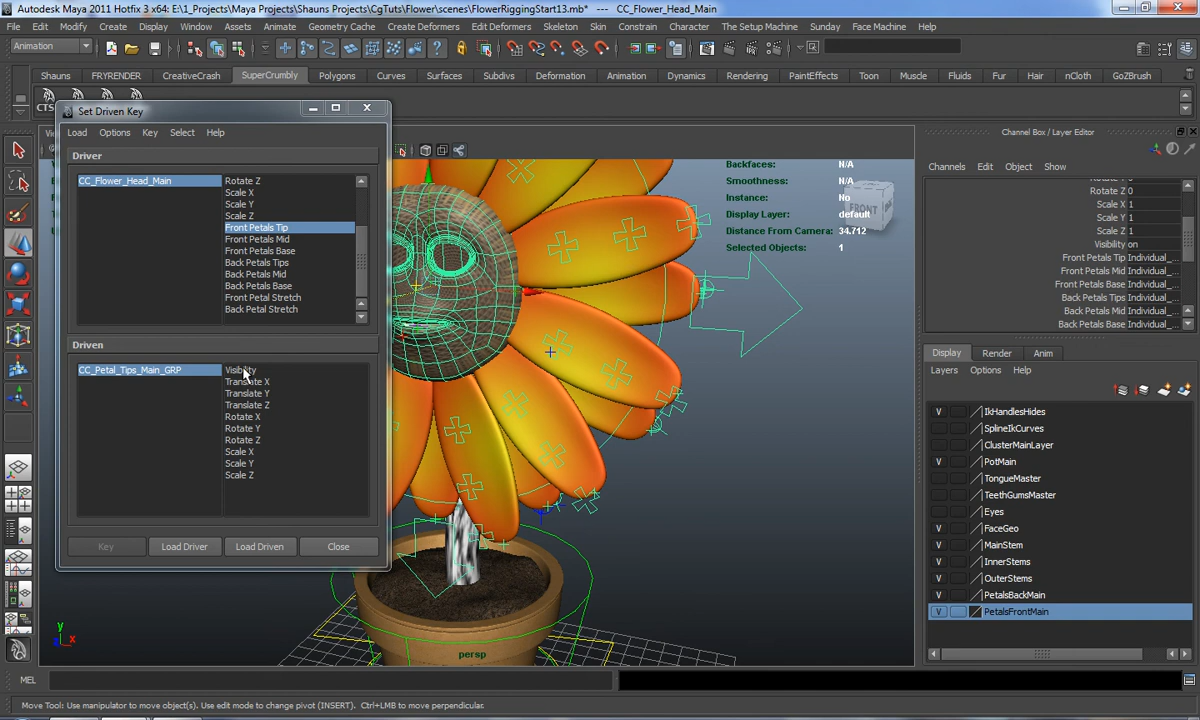 Autodesk Maya 2011 Hotfix 3 x64: E:\1_Projects\Maya Projects\Shauns Projects\CgTuts\Flower\scenes\FlowerRiggingStart13.mb* --- CC_Flower_Head_Main
File Edit Modify Create Display Window Assets Animate Geometry Cache Create Deformers Edit Deformers Skeleton Skin Constrain Character Muscle Sunday Face Machine Help
Animation
Shauns FRYRENDER CreativeCrash SuperCrumbly Polygons Curves Surfaces Subdivs Deformation Animation Dynamics Rendering PaintEffects Toon Muscle Fluids Fur Hair nCloth GoZBrush
CTS
Set Driven Key
Load Options Key Select Help
Driver
CC_Flower_Head_Main
Rotate Z
Scale X
Scale Y
Scale Z
Front Petals Tip
Front Petals Mid
Front Petals Base
Back Petals Tips
Back Petals Mid
Back Petals Base
Front Petal Stretch
Back Petal Stretch
Driven
CC_Petal_Tips_Main_GRP
Visibility
Translate X
Translate Y
Translate Z
Rotate X
Rotate Y
Rotate Z
Scale X
Scale Y
Scale Z
Key Load Driver Load Driven Close
Backfaces: N/A
Smoothness: N/A
Instance: No
Display Layer: default
Distance From Camera: 34.712
Selected Objects: 1
FRONT
persp
y
x
z
Channel Box / Layer Editor
Channels Edit Object Show
Rotate Z 0
Scale X 1
Scale Y 1
Scale Z 1
Visibility on
Front Petals Tip Individual_...
Front Petals Mid Individual_...
Front Petals Base Individual_...
Back Petals Tips Individual_...
Back Petals Mid Individual_...
Back Petals Base Individual_...
Display Render Anim
Layers Options Help
V IkHandlesHides
SplineIkCurves
ClusterMainLayer
V PotMain
TongueMaster
TeethGumsMaster
Eyes
V FaceGeo
V MainStem
V InnerStems
V OuterStems
V PetalsBackMain
V PetalsFrontMain
MEL
Move Tool: Use manipulator to move object(s). Use edit mode to change pivot (INSERT). Ctrl+LMB to move perpendicular.